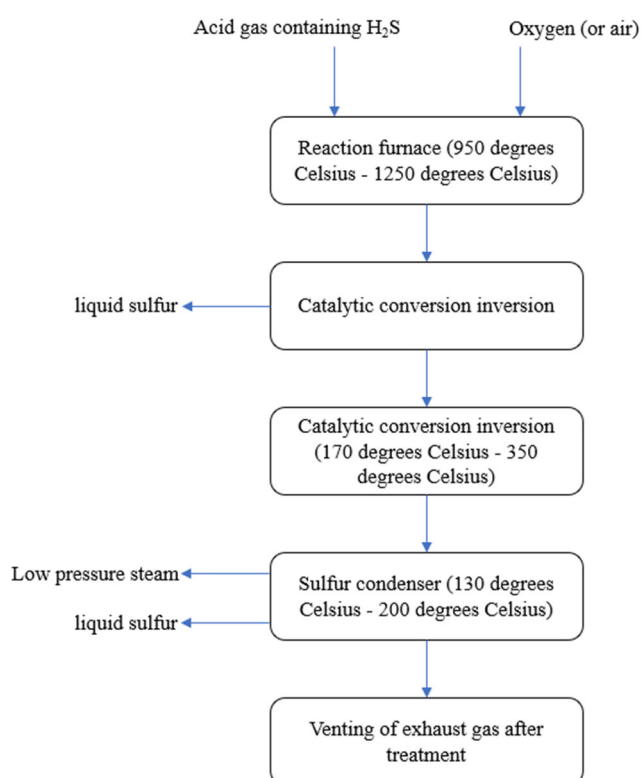 Acid gas containing H₂S
Oxygen (or air)
Reaction furnace (950 degrees
Celsius - 1250 degrees Celsius)
liquid sulfur
Catalytic conversion inversion
Catalytic conversion inversion
(170 degrees Celsius - 350
degrees Celsius)
Low pressure steam
Sulfur condenser (130 degrees
Celsius - 200 degrees Celsius)
liquid sulfur
Venting of exhaust gas after
treatment